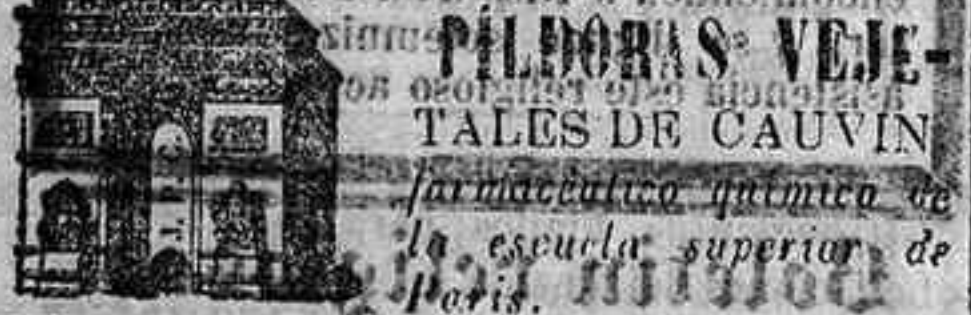 PÍLDORAS VEJE-
TALES DE CAUVIN
farmacéutico químico de
la escuela superior de
Paris.